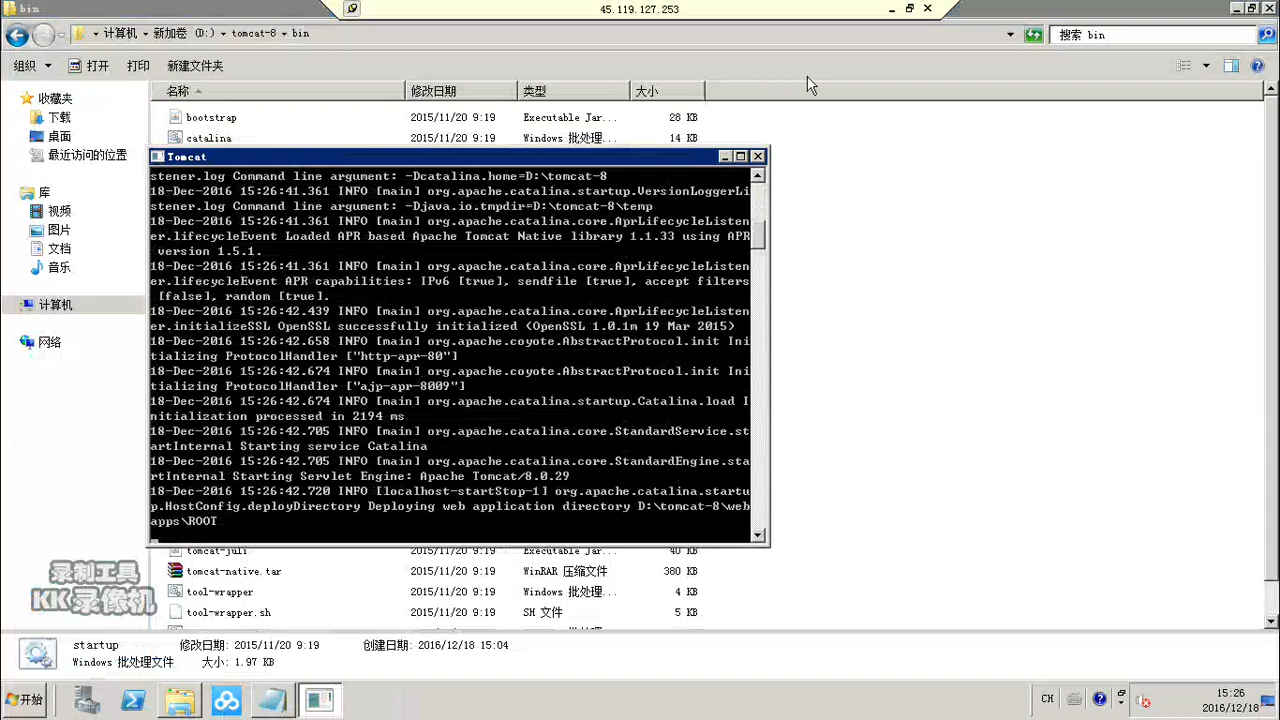 bin
45.119.127.253
计算机 ▸ 新加卷 (D:) ▸ tomcat-8 ▸ bin
搜索 bin
组织 打开 打印 新建文件夹
名称 修改日期 类型 大小
收藏夹
下载
桌面
最近访问的位置
库
视频
图片
文档
音乐
计算机
网络
bootstrap 2015/11/20 9:19 Executable Jar... 28 KB
catalina 2015/11/20 9:19 Windows 批处理... 14 KB
Tomcat
stener.log Command line argument: -Dcatalina.home=D:\tomcat-8
18-Dec-2016 15:26:41.361 INFO [main] org.apache.catalina.startup.VersionLoggerLi
stener.log Command line argument: -Djava.io.tmpdir=D:\tomcat-8\temp
18-Dec-2016 15:26:41.361 INFO [main] org.apache.catalina.core.AprLifecycleListen
er.lifecycleEvent Loaded APR based Apache Tomcat Native library 1.1.33 using APR
version 1.5.1.
18-Dec-2016 15:26:41.361 INFO [main] org.apache.catalina.core.AprLifecycleListen
er.lifecycleEvent APR capabilities: IPv6 [true], sendfile [true], accept filters
[false], random [true].
18-Dec-2016 15:26:42.439 INFO [main] org.apache.catalina.core.AprLifecycleListen
er.initializeSSL OpenSSL successfully initialized (OpenSSL 1.0.1m 19 Mar 2015)
18-Dec-2016 15:26:42.658 INFO [main] org.apache.coyote.AbstractProtocol.init Ini
tializing ProtocolHandler ["http-apr-80"]
18-Dec-2016 15:26:42.674 INFO [main] org.apache.coyote.AbstractProtocol.init Ini
tializing ProtocolHandler ["ajp-apr-8009"]
18-Dec-2016 15:26:42.674 INFO [main] org.apache.catalina.startup.Catalina.load I
nitialization processed in 2194 ms
18-Dec-2016 15:26:42.705 INFO [main] org.apache.catalina.core.StandardService.st
artInternal Starting service Catalina
18-Dec-2016 15:26:42.705 INFO [main] org.apache.catalina.core.StandardEngine.sta
rtInternal Starting Servlet Engine: Apache Tomcat/8.0.29
18-Dec-2016 15:26:42.720 INFO [localhost-startStop-1] org.apache.catalina.startu
p.HostConfig.deployDirectory Deploying web application directory D:\tomcat-8\web
apps\ROOT
tomcat-juli 2015/11/20 9:19 Executable Jar... 40 KB
tomcat-native.tar 2015/11/20 9:19 WinRAR 压缩文件 380 KB
tool-wrapper 2015/11/20 9:19 Windows 批处理... 4 KB
tool-wrapper.sh 2015/11/20 9:19 SH 文件 5 KB
录制工具
KK录像机
startup 修改日期: 2015/11/20 9:19 创建日期: 2016/12/18 15:04
Windows 批处理文件 大小: 1.97 KB
开始
CH
15:26
2016/12/18